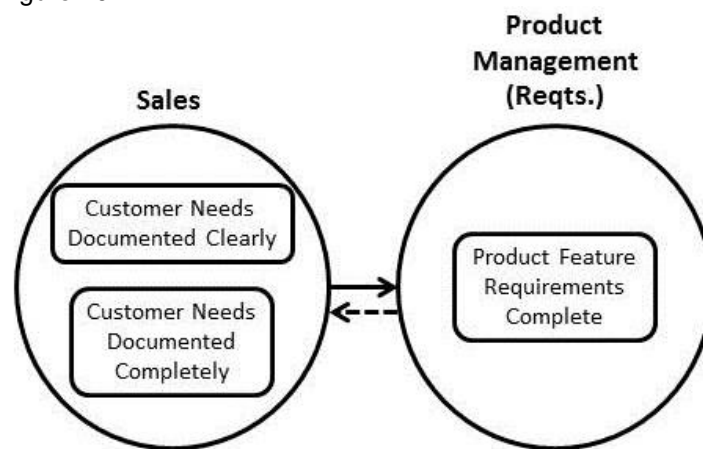 Product
Management
(Reqts.)
Sales
Customer Needs
Documented Clearly
Customer Needs
Documented
Completely
Product Feature
Requirements
Complete